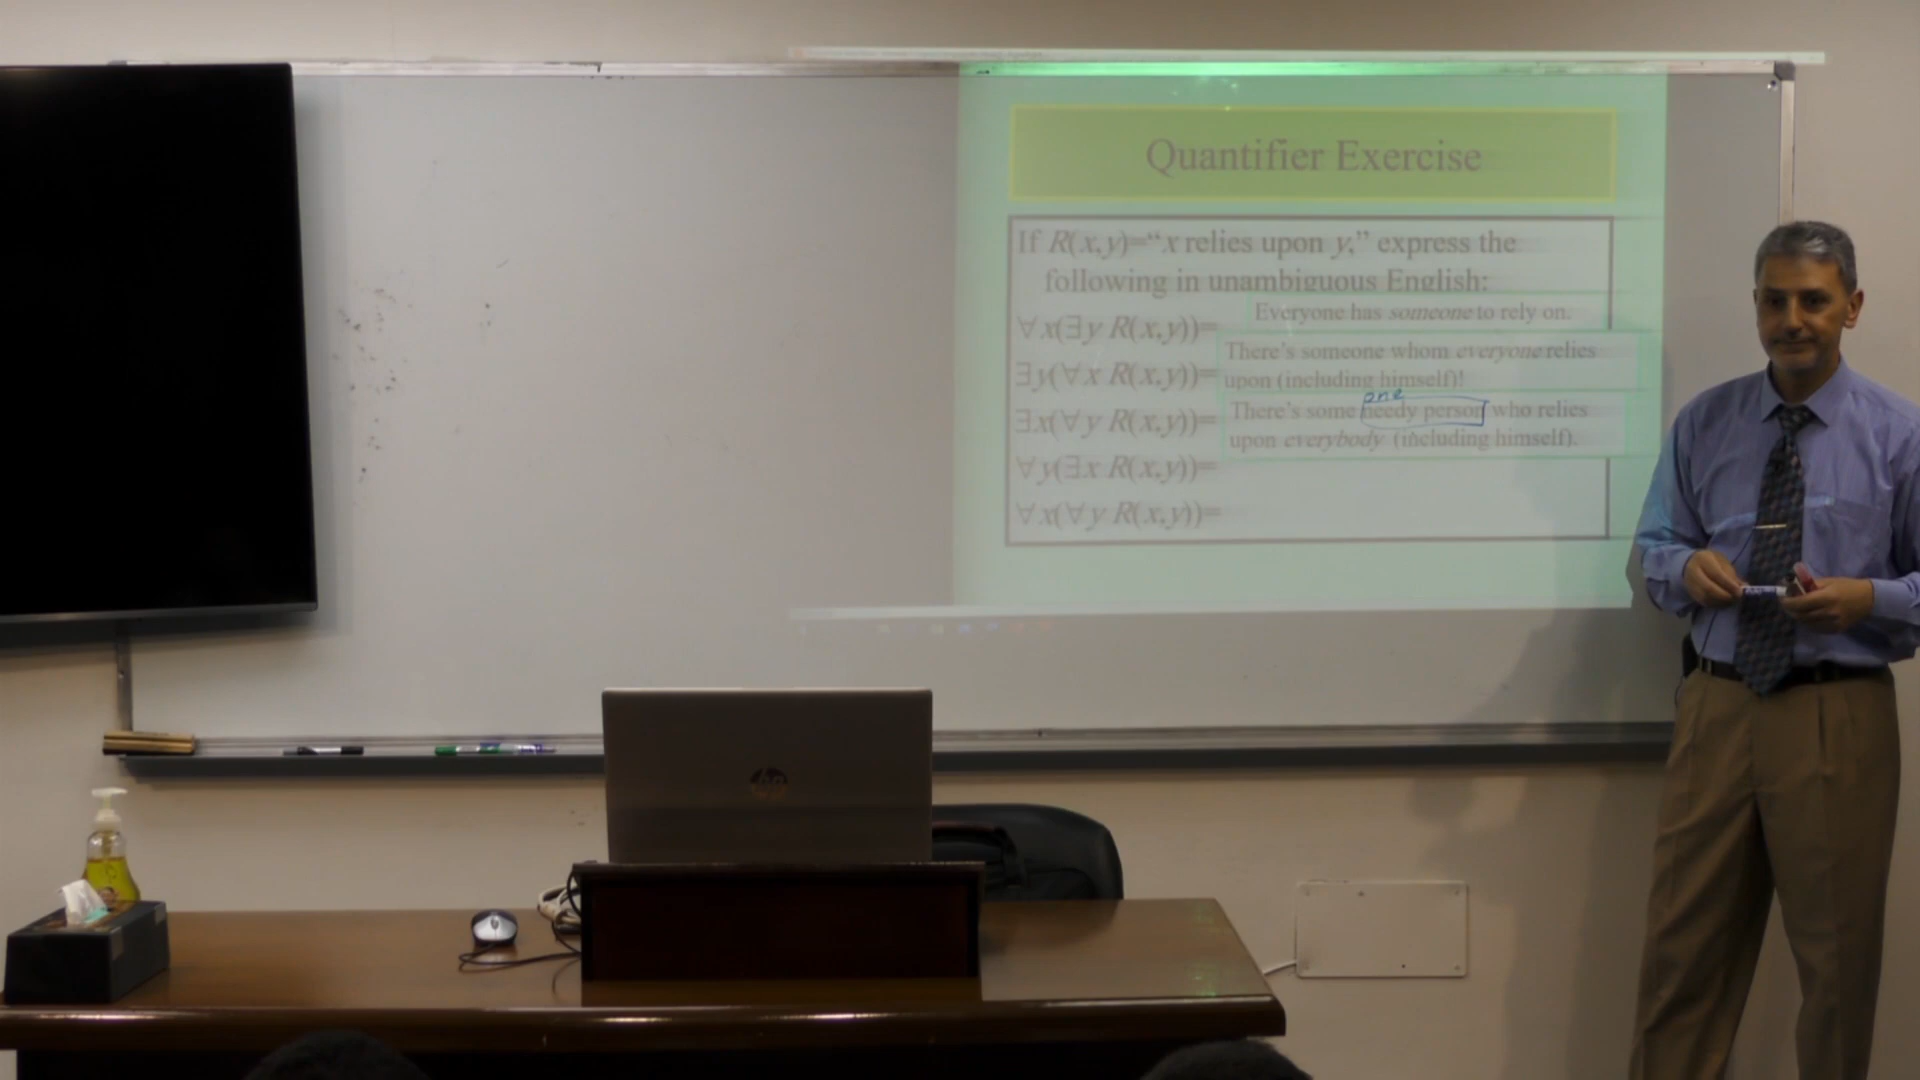 Quantifier Exercise
If R(x,y)=“x relies upon y,” express the
following in unambiguous English:
∀x(∃y R(x,y))= Everyone has someone to rely on.
∃y(∀x R(x,y))= There’s someone whom everyone relies
upon (including himself)!
one
∃x(∀y R(x,y))= There’s some needy person who relies
upon everybody (including himself).
∀y(∃x R(x,y))=
∀x(∀y R(x,y))=
hp